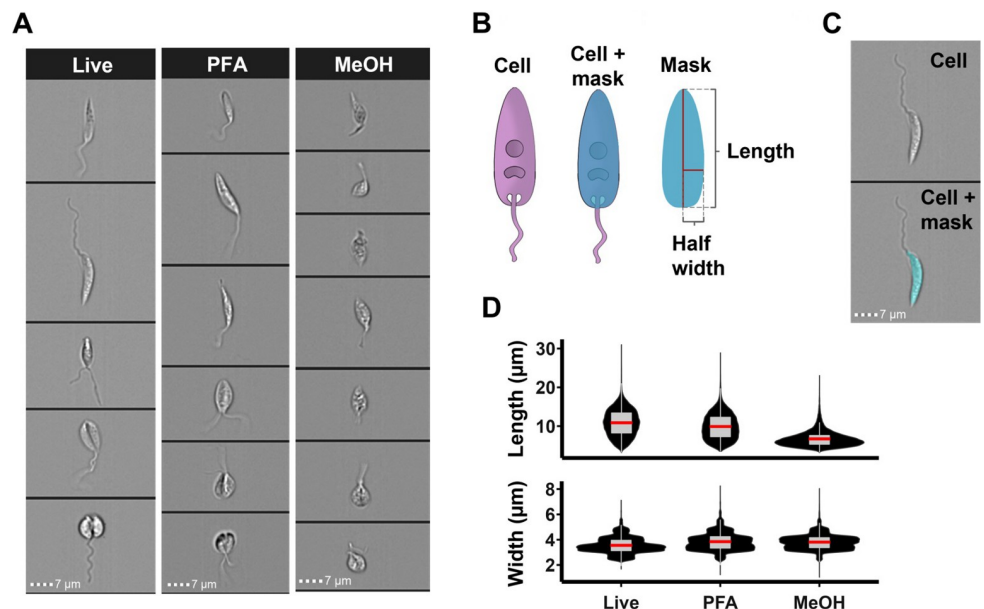 A
Live
PFA
MeOH
7 µm
7 µm
7 µm
B
Cell
Cell +
mask
Mask
Length
Half
width
C
Cell
Cell +
mask
7 µm
D
Length (µm)
30
20
10
Width (µm)
8
6
4
2
Live
PFA
MeOH